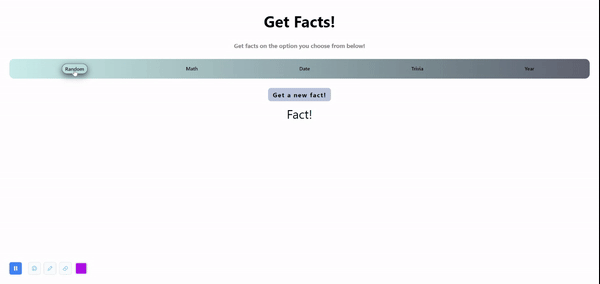 Get Facts!
Get facts on the option you choose from below!
Random Math Date Trivia Year
Get a new fact!
Fact!